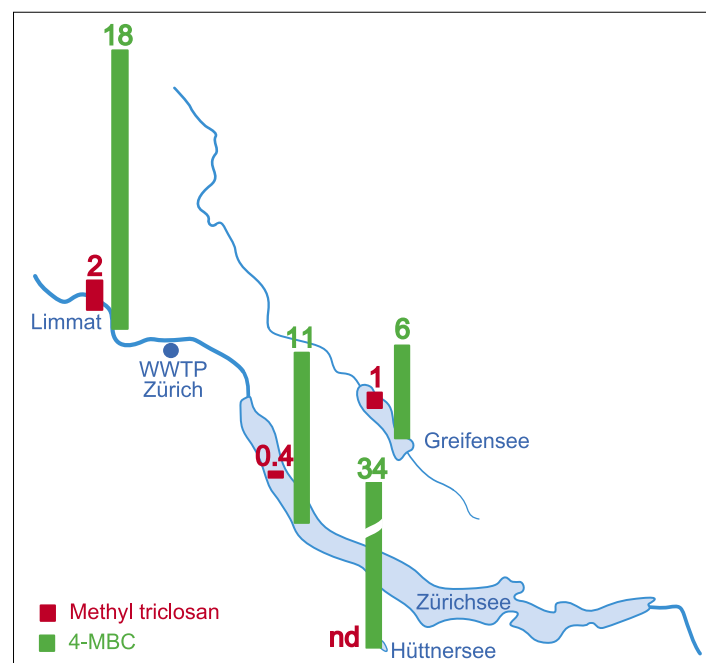 18
2
Limmat
WWTP
Zürich
11
6
1
Greifensee
0.4
34
Zürichsee
nd
Hüttnersee
Methyl triclosan
4-MBC